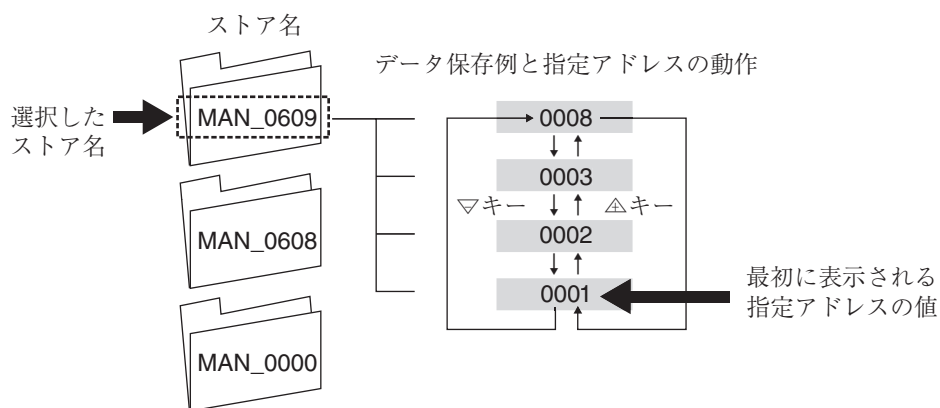 ストア名
データ保存例と指定アドレスの動作
選択した
ストア名
MAN_0609
MAN_0608
MAN_0000
0008
0003
▽キー
△キー
0002
0001
最初に表示される
指定アドレスの値